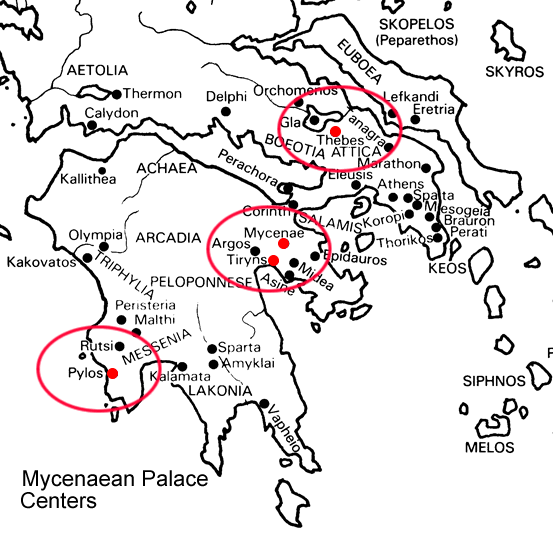 SKOPELOS
(Peparethos)
EUBOEA
SKYROS
AETOLIA
Thermon
Orchomenos
Delphi
Lefkandi
Eretria
Calydon
Gla
anagra
Thebes
BOEOTIA
ATTICA
Marathon
ACHAEA
Perachora
Eleusis
Kallithea
Athens
Spata
Corinth
SALAMIS
Koropi
Mesogeia
Brauron
Perati
Olympia
ARCADIA
Mycenae
Argos
Tiryns
Epidauros
Thorikos
Kakovatos
TRIPHYLIA
Midea
KEOS
PELOPONNESE
Asine
Peristeria
Malthi
Rutsi
MESSENIA
Sparta
Pylos
Kalamata
Amyklai
LAKONIA
SIPHNOS
P
Vapheio
MELOS
Mycenaean Palace
Centers